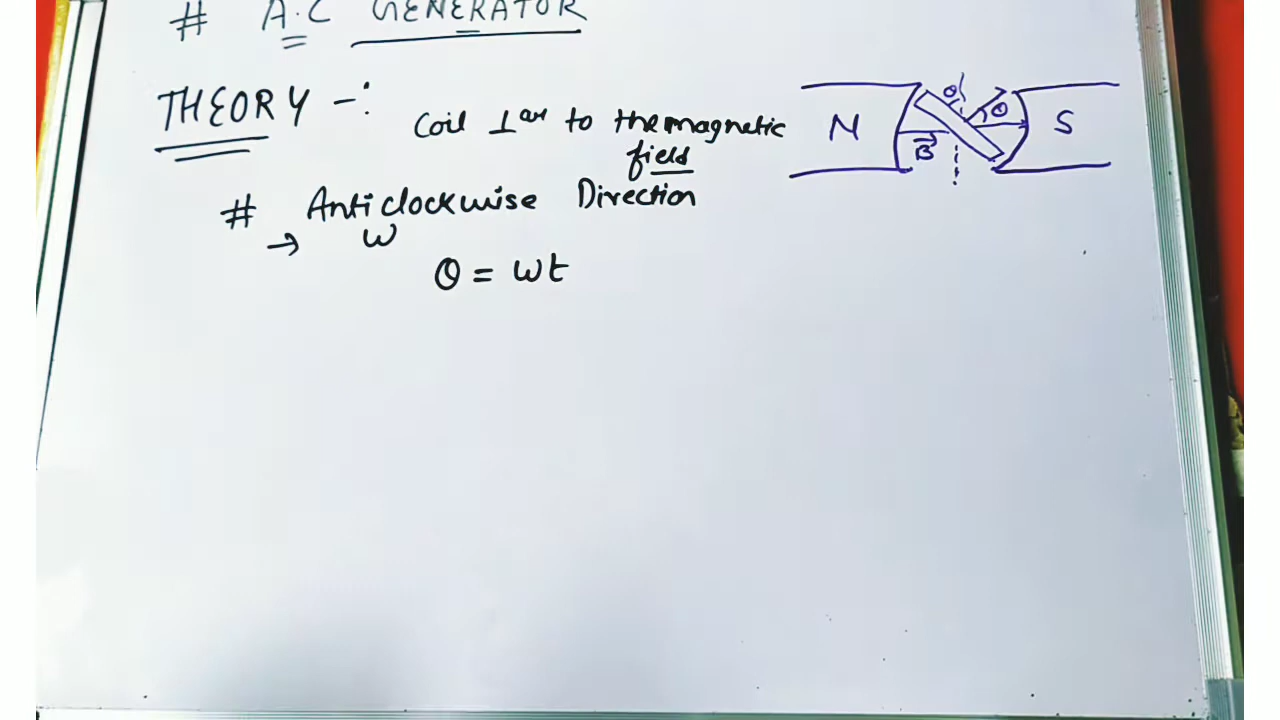 # A.C GENERATOR
THEORY -:
Coil ⊥ar to the magnetic
field
# Anticlockwise Direction
→ ω
θ = ωt
N
B
θ
θ
S